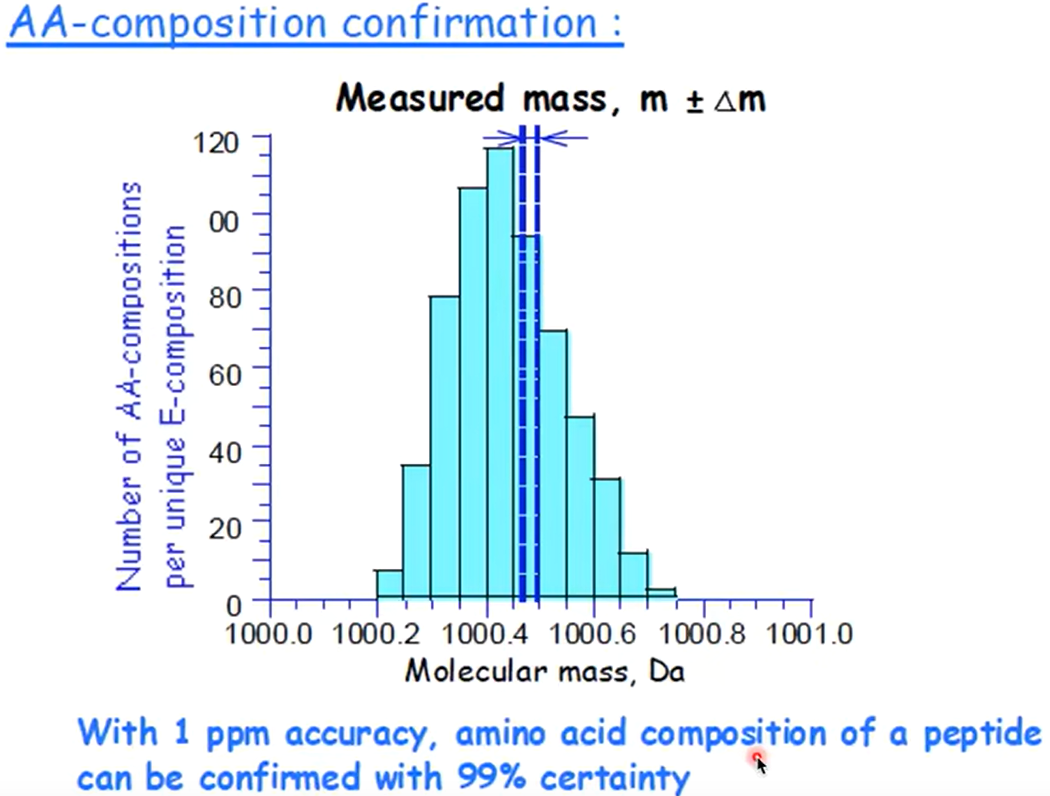 AA-composition confirmation :
Measured mass, m ± △m
120
00
80
60
40
20
0
Number of AA-compositions
per unique E-composition
1000.0 1000.2 1000.4 1000.6 1000.8 1001.0
Molecular mass, Da
With 1 ppm accuracy, amino acid composition of a peptide
can be confirmed with 99% certainty